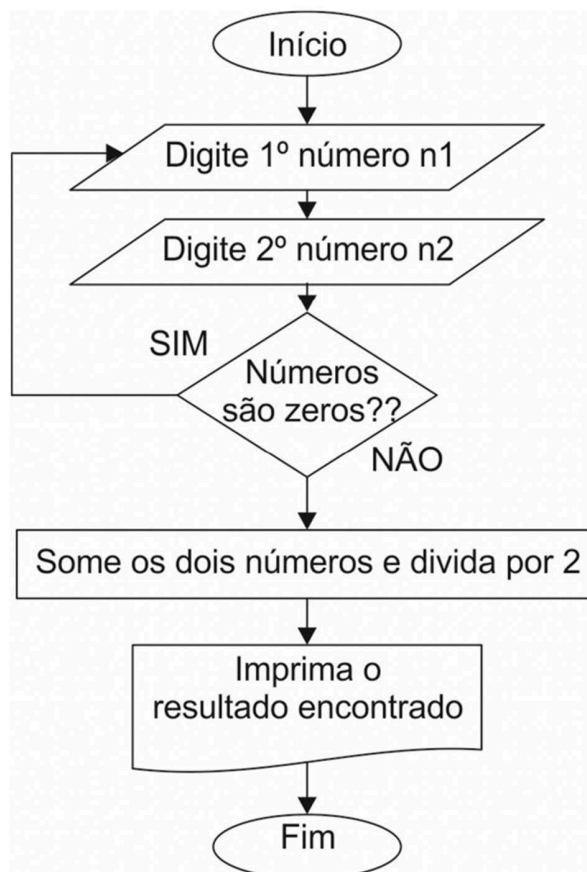 Início
Digite 1º número n1
Digite 2º número n2
SIM
Números
são zeros??
NÃO
Some os dois números e divida por 2
Imprima o
resultado encontrado
Fim